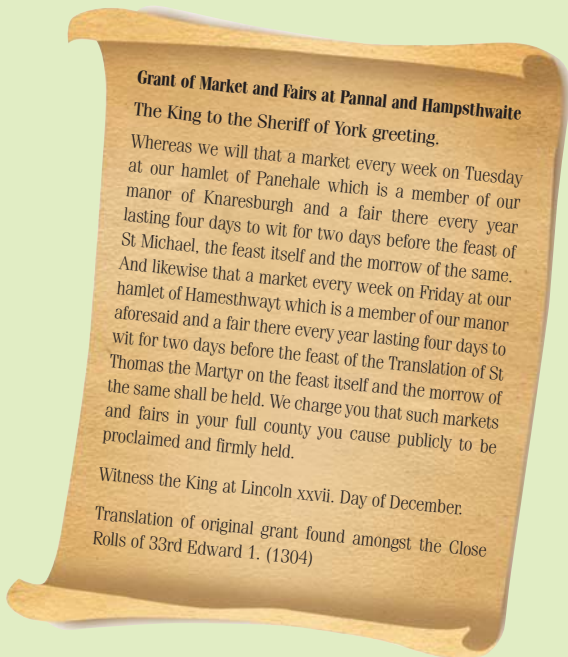 Grant of Market and Fairs at Pannal and Hampsthwaite
The King to the Sheriff of York greeting.
Whereas we will that a market every week on Tuesday
at our hamlet of Panehale which is a member of our
manor of Knaresburgh and a fair there every year
lasting four days to wit for two days before the feast of
St Michael, the feast itself and the morrow of the same.
And likewise that a market every week on Friday at our
hamlet of Hamesthwayt which is a member of our manor
aforesaid and a fair there every year lasting four days to
wit for two days before the feast of the Translation of St
Thomas the Martyr on the feast itself and the morrow of
the same shall be held. We charge you that such markets
and fairs in your full county you cause publicly to be
proclaimed and firmly held.
Witness the King at Lincoln xxvii. Day of December.
Translation of original grant found amongst the Close
Rolls of 33rd Edward 1. (1304)